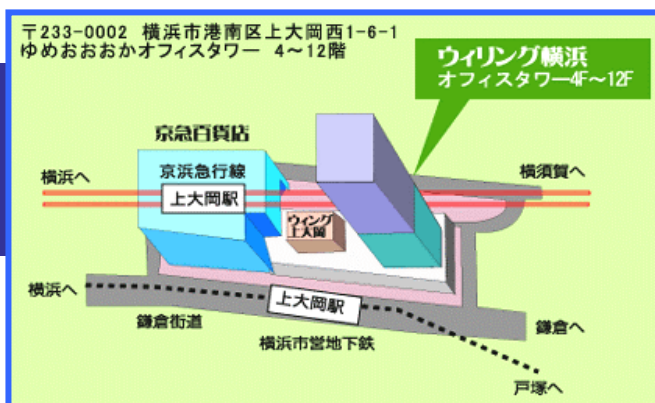 〒233-0002 横浜市港南区上大岡西1-6-1
ゆめおおおかオフィスタワー 4～12階
ウィリング横浜
オフィスタワー4F～12F
京急百貨店
京浜急行線
横浜へ
上大岡駅
横須賀へ
ウィング
上大岡
横浜へ
上大岡駅
鎌倉街道
横浜市営地下鉄
鎌倉へ
戸塚へ